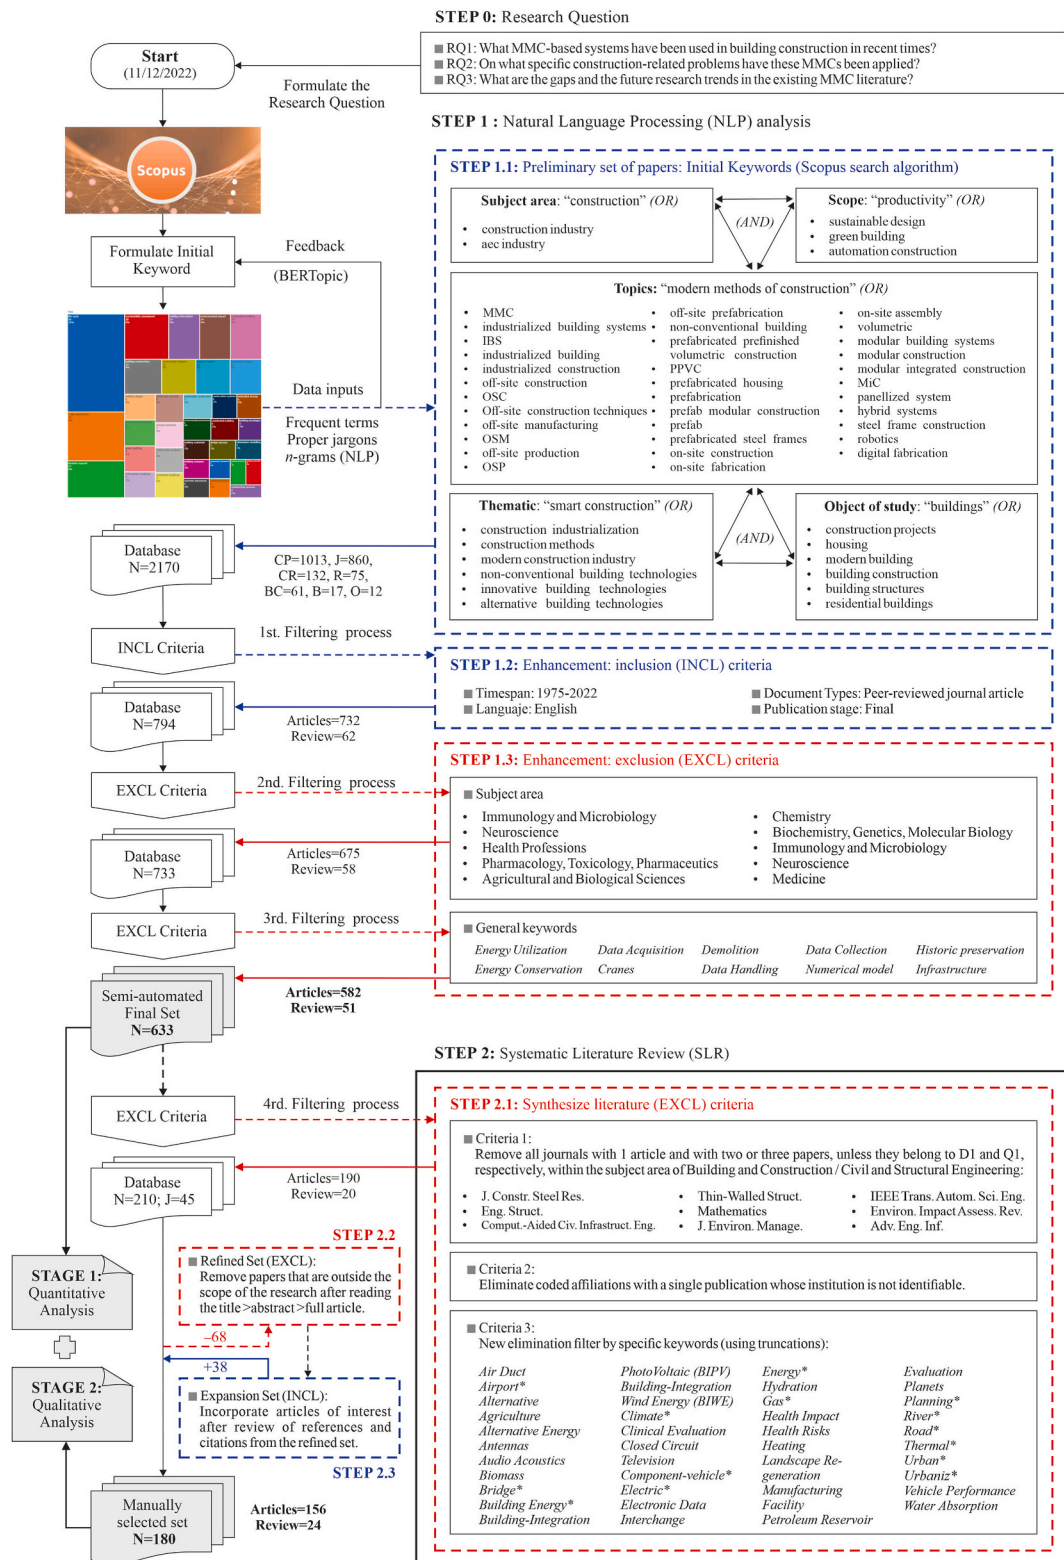 STEP 0: Research Question
Start
(11/12/2022)
■ RQ1: What MMC-based systems have been used in building construction in recent times?
■ RQ2: On what specific construction-related problems have these MMCs been applied?
■ RQ3: What are the gaps and the future research trends in the existing MMC literature?
Formulate the
Research Question
Scopus
STEP 1 : Natural Language Processing (NLP) analysis
STEP 1.1: Preliminary set of papers: Initial Keywords (Scopus search algorithm)
Subject area: “construction” (OR)
• construction industry
• aec industry
(AND)
Scope: “productivity” (OR)
• sustainable design
• green building
• automation construction
Formulate Initial
Keyword
Feedback
(BERTopic)
Topics: “modern methods of construction” (OR)
• MMC
• industrialized building systems
• IBS
• industrialized building
• industrialized construction
• off-site construction
• OSC
• Off-site construction techniques
• off-site manufacturing
• OSM
• off-site production
• OSP
• off-site prefabrication
• non-conventional building
• prefabricated prefinished
volumetric construction
• PPVC
• prefabricated housing
• prefabrication
• prefab modular construction
• prefab
• prefabricated steel frames
• on-site construction
• on-site fabrication
• on-site assembly
• volumetric
• modular building systems
• modular construction
• modular integrated construction
• MiC
• panellized system
• hybrid systems
• steel frame construction
• robotics
• digital fabrication
Data inputs
Frequent terms
Proper jargons
n-grams (NLP)
Thematic: “smart construction” (OR)
• construction industrialization
• construction methods
• modern construction industry
• non-conventional building technologies
• innovative building technologies
• alternative building technologies
(AND)
Object of study: “buildings” (OR)
• construction projects
• housing
• modern building
• building construction
• building structures
• residential buildings
Database
N=2170
CP=1013, J=860,
CR=132, R=75,
BC=61, B=17, O=12
INCL Criteria
1st. Filtering process
STEP 1.2: Enhancement: inclusion (INCL) criteria
■ Timespan: 1975-2022
■ Languaje: English
■ Document Types: Peer-reviewed journal article
■ Publication stage: Final
Database
N=794
Articles=732
Review=62
EXCL Criteria
2nd. Filtering process
STEP 1.3: Enhancement: exclusion (EXCL) criteria
■ Subject area
• Immunology and Microbiology
• Neuroscience
• Health Professions
• Pharmacology, Toxicology, Pharmaceutics
• Agricultural and Biological Sciences
• Chemistry
• Biochemistry, Genetics, Molecular Biology
• Immunology and Microbiology
• Neuroscience
• Medicine
Database
N=733
Articles=675
Review=58
EXCL Criteria
3rd. Filtering process
■ General keywords
Energy Utilization Data Acquisition Demolition Data Collection Historic preservation
Energy Conservation Cranes Data Handling Numerical model Infrastructure
Semi-automated
Final Set
N=633
Articles=582
Review=51
STEP 2: Systematic Literature Review (SLR)
EXCL Criteria
4rd. Filtering process
STEP 2.1: Synthesize literature (EXCL) criteria
■ Criteria 1:
Remove all journals with 1 article and with two or three papers, unless they belong to D1 and Q1,
respectively, within the subject area of Building and Construction / Civil and Structural Engineering:
• J. Constr. Steel Res.
• Eng. Struct.
• Comput.-Aided Civ. Infrastruct. Eng.
• Thin-Walled Struct.
• Mathematics
• J. Environ. Manage.
• IEEE Trans. Autom. Sci. Eng.
• Environ. Impact Assess. Rev.
• Adv. Eng. Inf.
Database
N=210; J=45
Articles=190
Review=20
STEP 2.2
■ Refined Set (EXCL):
Remove papers that are outside the
scope of the research after reading
the title >abstract >full article.
–68
+38
■ Expansion Set (INCL):
Incorporate articles of interest
after review of references and
citations from the refined set.
STEP 2.3
STAGE 1:
Quantitative
Analysis
STAGE 2:
Qualitative
Analysis
■ Criteria 2:
Eliminate coded affiliations with a single publication whose institution is not identifiable.
■ Criteria 3:
New elimination filter by specific keywords (using truncations):
Air Duct
Airport*
Alternative
Agriculture
Alternative Energy
Antennas
Audio Acoustics
Biomass
Bridge*
Building Energy*
Building-Integration
PhotoVoltaic (BIPV)
Building-Integration
Wind Energy (BIWE)
Climate*
Clinical Evaluation
Closed Circuit
Television
Component-vehicle*
Electric*
Electronic Data
Interchange
Energy*
Hydration
Gas*
Health Impact
Health Risks
Heating
Landscape Re-
generation
Manufacturing
Facility
Petroleum Reservoir
Evaluation
Planets
Planning*
River*
Road*
Thermal*
Urban*
Urbaniz*
Vehicle Performance
Water Absorption
Manually
selected set
N=180
Articles=156
Review=24